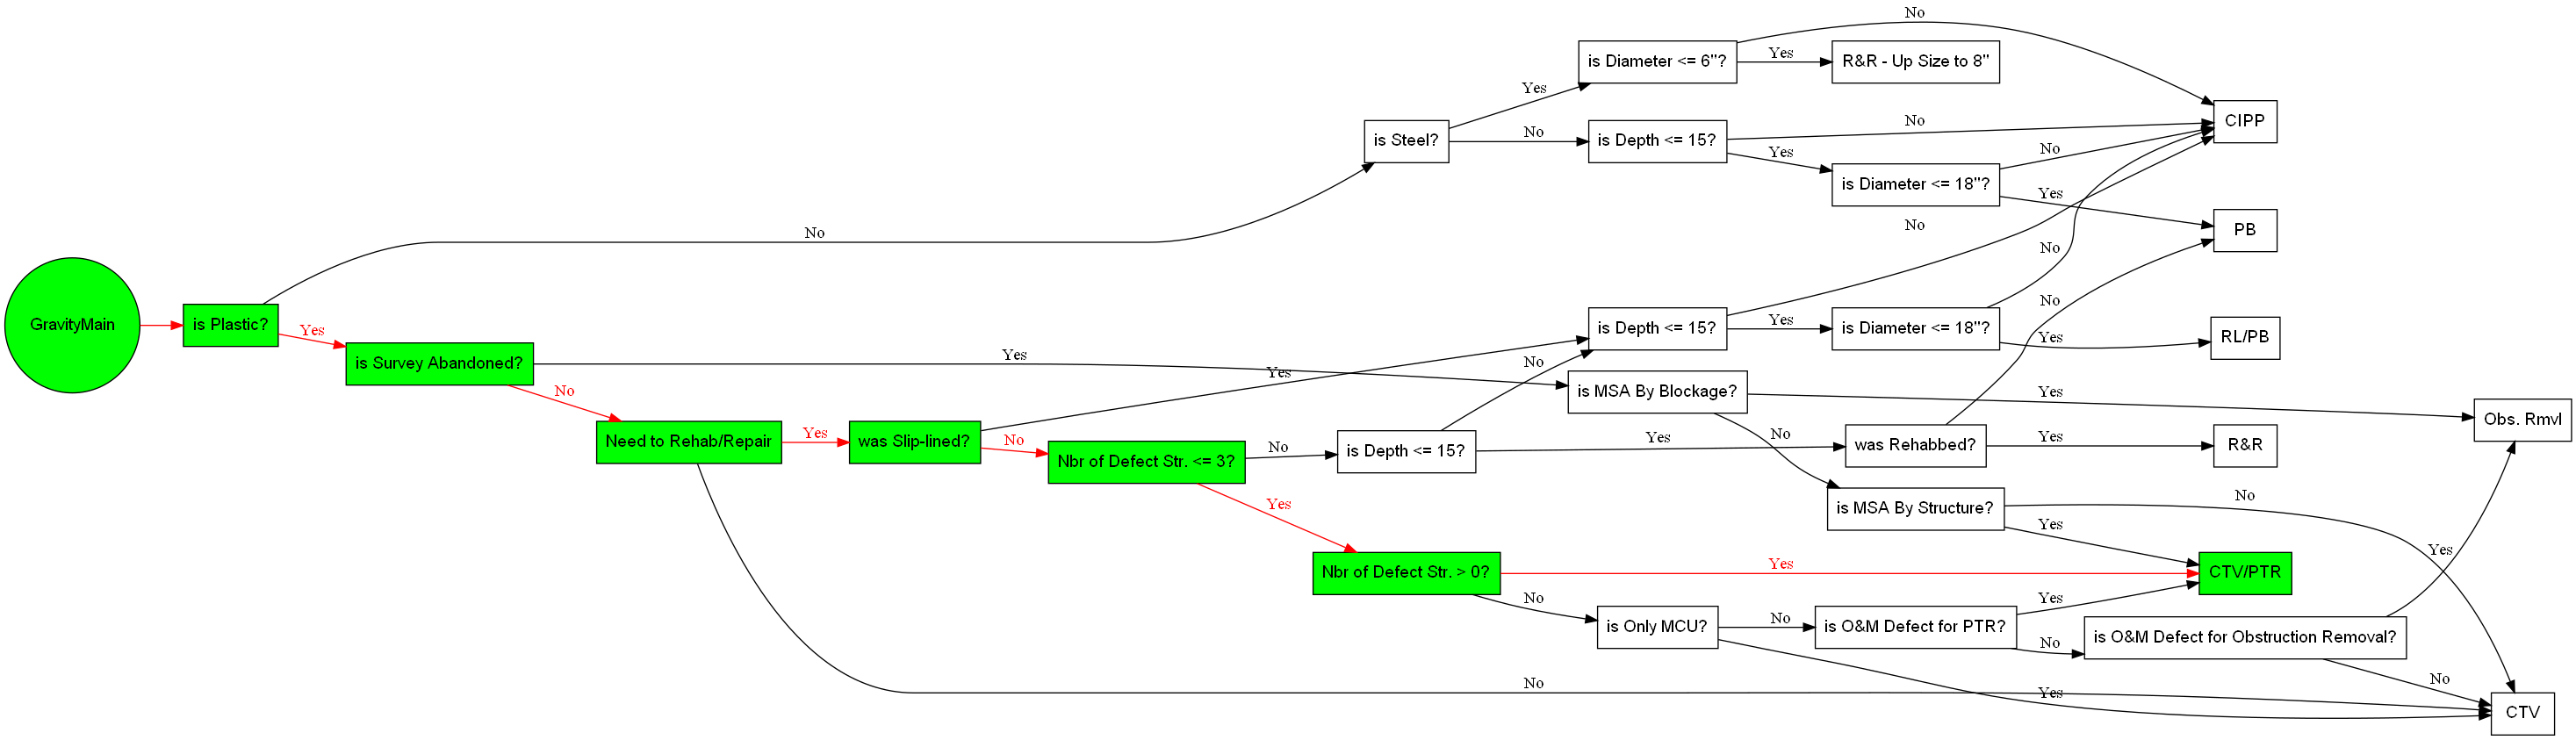 GravityMain
is Plastic?
Yes
No
is Survey Abandoned?
Yes
No
Need to Rehab/Repair
Yes
No
was Slip-lined?
Yes
No
Nbr of Defect Str. <= 3?
No
Yes
Nbr of Defect Str. > 0?
Yes
No
is Steel?
Yes
No
is Diameter <= 6"?
No
Yes
R&R - Up Size to 8"
is Depth <= 15?
No
Yes
is Diameter <= 18"?
No
Yes
CIPP
PB
is Depth <= 15?
No
Yes
is Depth <= 15?
No
Yes
is Diameter <= 18"?
No
Yes
RL/PB
is MSA By Blockage?
Yes
No
was Rehabbed?
No
Yes
R&R
is MSA By Structure?
No
Yes
CTV/PTR
is Only MCU?
No
Yes
is O&M Defect for PTR?
Yes
No
is O&M Defect for Obstruction Removal?
Yes
No
Obs. Rmvl
CTV